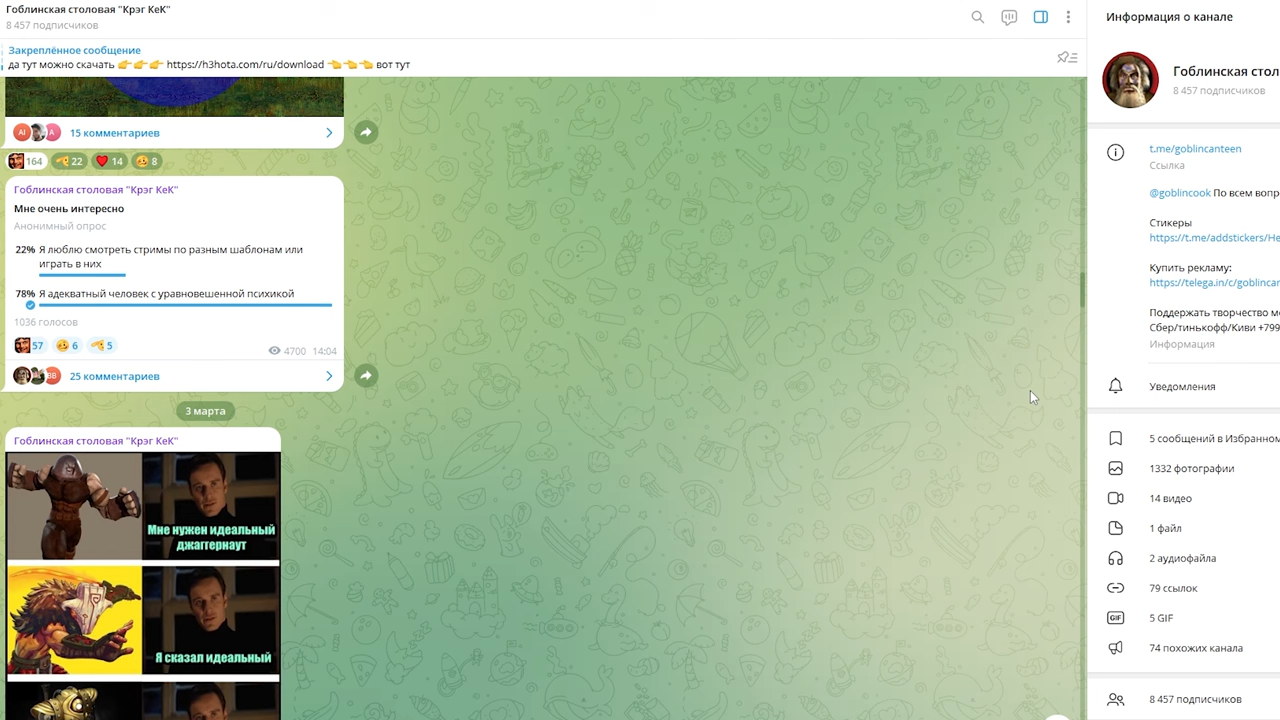 Гоблинская столовая "Крэг КеК"
8 457 подписчиков
Закреплённое сообщение
да тут можно скачать 👉👉👉 https://h3hota.com/ru/download 👈👈👈 вот тут
AI A 15 комментариев
164 22 14 8
Гоблинская столовая "Крэг КеК"
Мне очень интересно
Анонимный опрос
22% Я люблю смотреть стримы по разным шаблонам или
играть в них
78% Я адекватный человек с уравновешенной психикой
1036 голосов
57 6 5
4700 14:04
25 комментариев
3 марта
Гоблинская столовая "Крэг КеК"
Мне нужен идеальный
джаггернаут
Я сказал идеальный
Информация о канале
Гоблинская стол
8 457 подписчиков
t.me/goblincanteen
Ссылка
@goblincook По всем вопр
Стикеры
https://t.me/addstickers/He
Купить рекламу:
https://telega.in/c/goblincar
Поддержать творчество м
Сбер/тинькофф/Киви +799
Информация
Уведомления
5 сообщений в Избранном
1332 фотографии
14 видео
1 файл
2 аудиофайла
79 ссылок
GIF 5 GIF
74 похожих канала
8 457 подписчиков